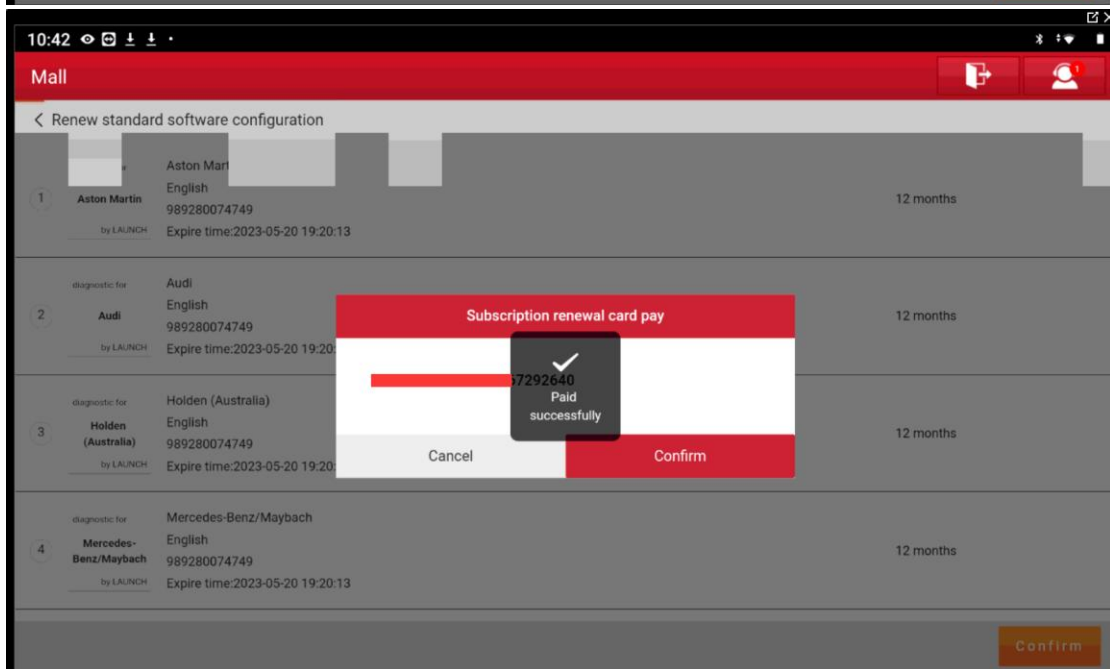 10:42
Mall
1
Renew standard software configuration
Aston
English
1
Aston Martin
989280074749
12 months
by LAUNCH
Expire time:2023-05-20 19:20:13
diagnostic for
Audi
English
2
Audi
989280074749
12 months
by LAUNCH
Expire time:2023-05-20 19:20:
diagnostic for
Holden (Australia)
English
3
Holden
(Australia)
989280074749
12 months
by LAUNCH
Expire time:2023-05-20 19:20:
diagnostic for
Mercedes-Benz/Maybach
English
4
Mercedes-
Benz/Maybach
989280074749
12 months
by LAUNCH
Expire time:2023-05-20 19:20:13
Subscription renewal card pay
7292640
Paid
successfully
Cancel
Confirm
Confirm